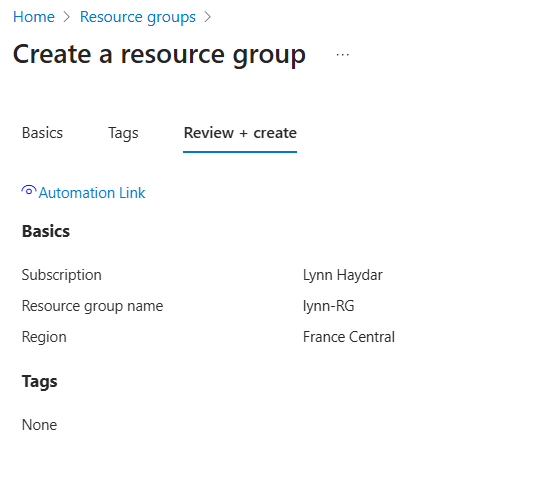 Home > Resource groups >
Create a resource group ...
Basics Tags Review + create
Automation Link
Basics
Subscription Lynn Haydar
Resource group name lynn-RG
Region France Central
Tags
None